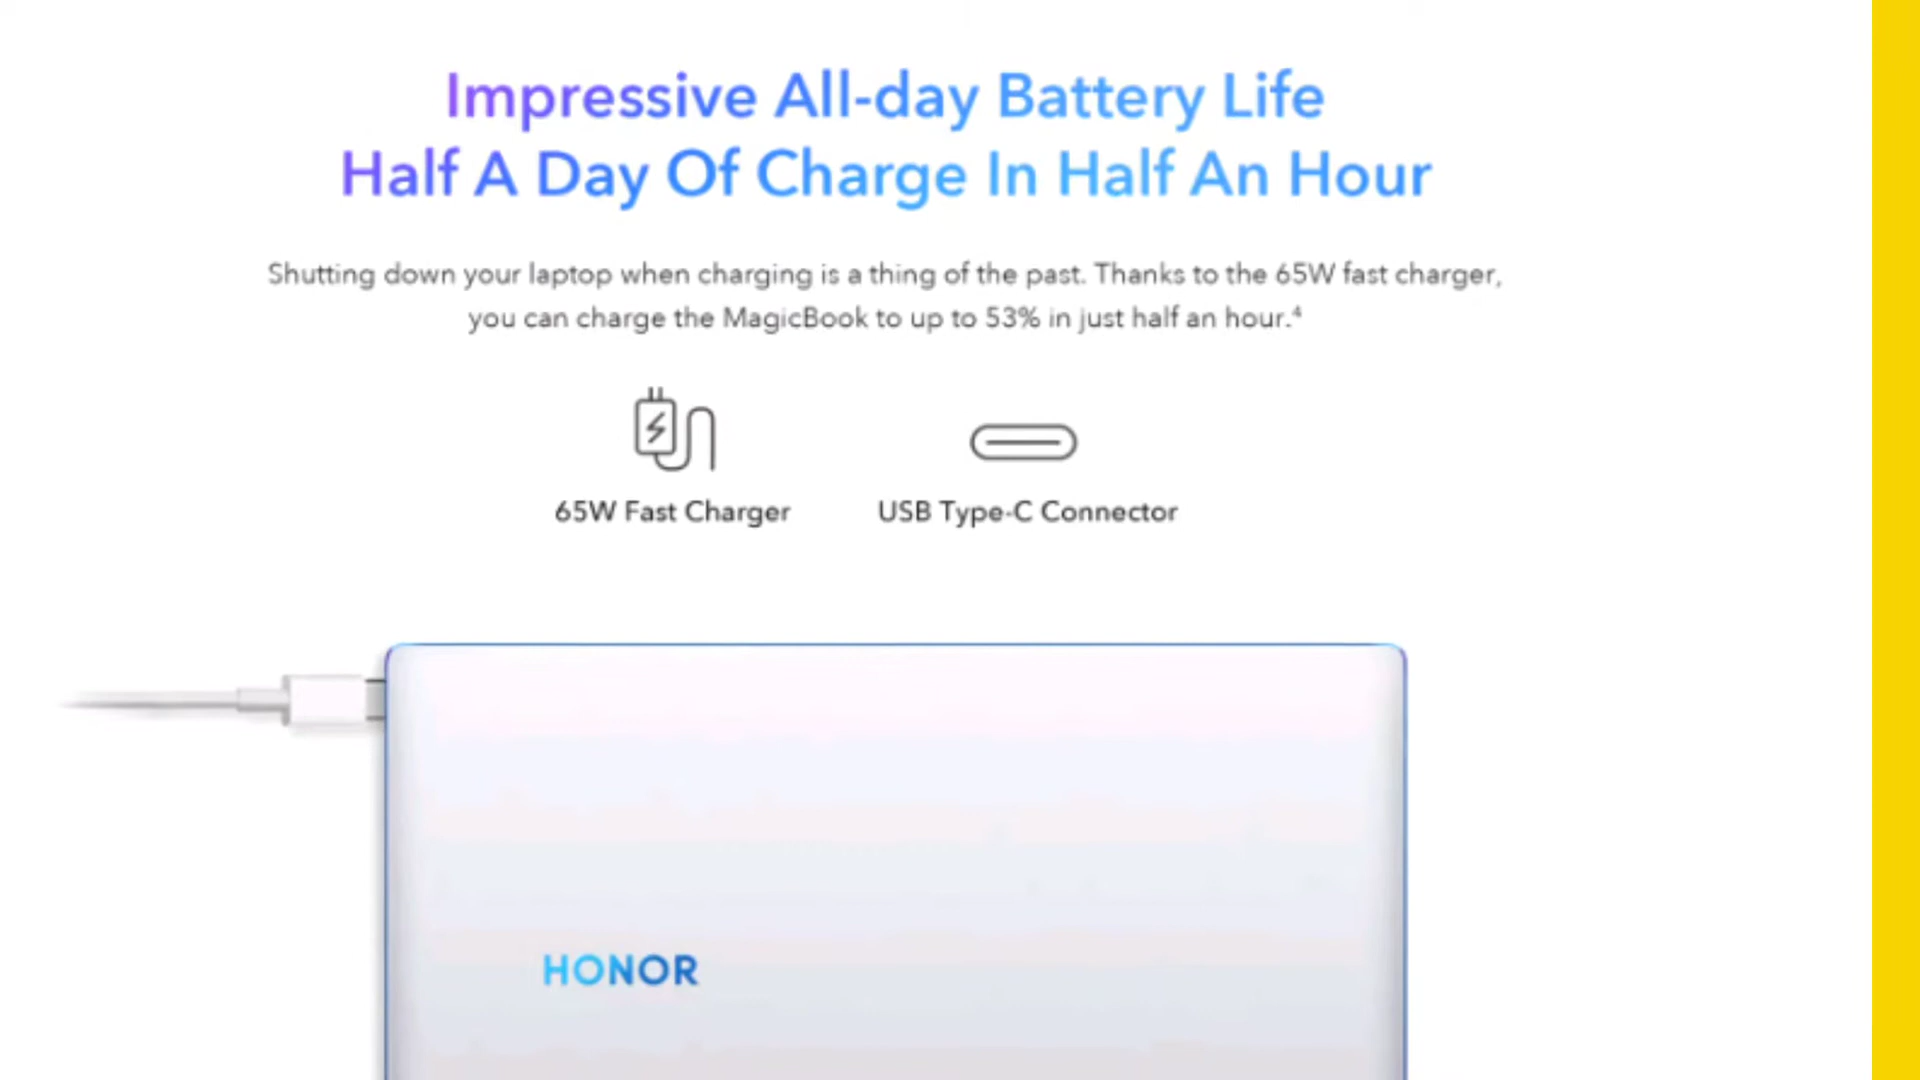 Impressive All-day Battery Life
Half A Day Of Charge In Half An Hour
Shutting down your laptop when charging is a thing of the past. Thanks to the 65W fast charger,
you can charge the MagicBook to up to 53% in just half an hour.⁴
65W Fast Charger
USB Type-C Connector
HONOR